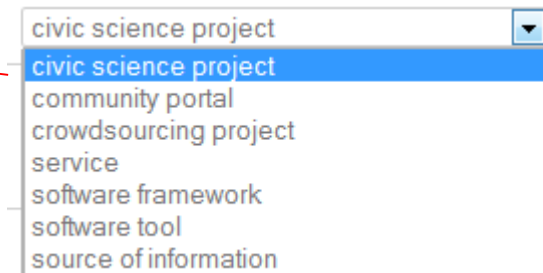 civic science project
civic science project
community portal
crowdsourcing project
service
software framework
software tool
source of information